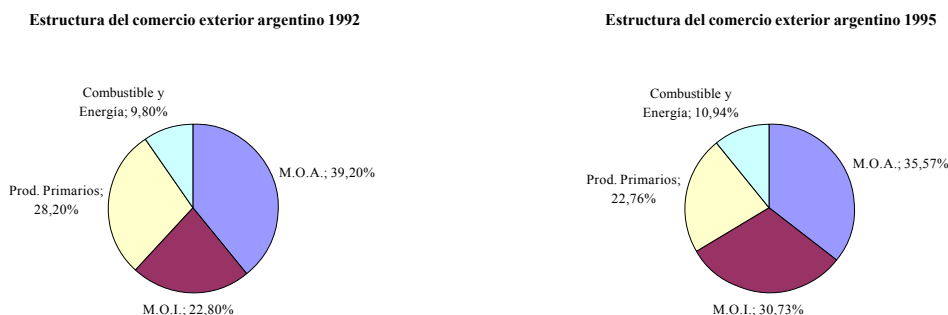 Estructura del comercio exterior argentino 1992
Combustible y
Energía; 9,80%
M.O.A.; 39,20%
Prod. Primarios;
28,20%
M.O.I.; 22,80%
Estructura del comercio exterior argentino 1995
Combustible y
Energía; 10,94%
M.O.A.; 35,57%
Prod. Primarios;
22,76%
M.O.I.; 30,73%